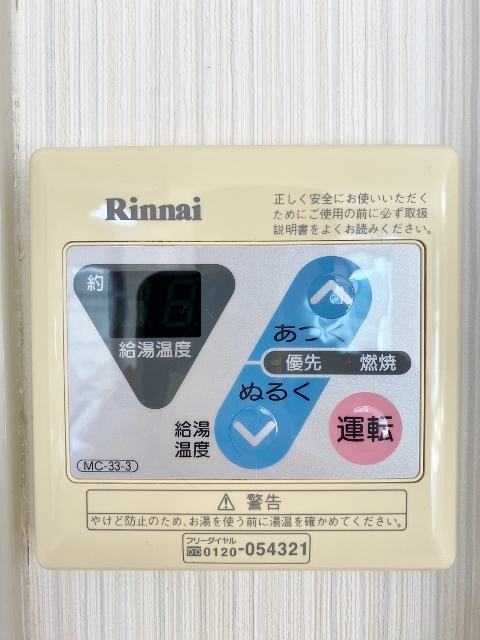 Rinnai
正しく安全にお使いいただく
ためにご使用の前に必ず取扱
説明書をよくお読みください。
約
給湯温度
あつく
優先 燃焼
ぬるく
給湯
温度
運転
MC-33-3
⚠ 警告
やけど防止のため、お湯を使う前に湯温を確かめてください。
フリーダイヤル
0120-054321